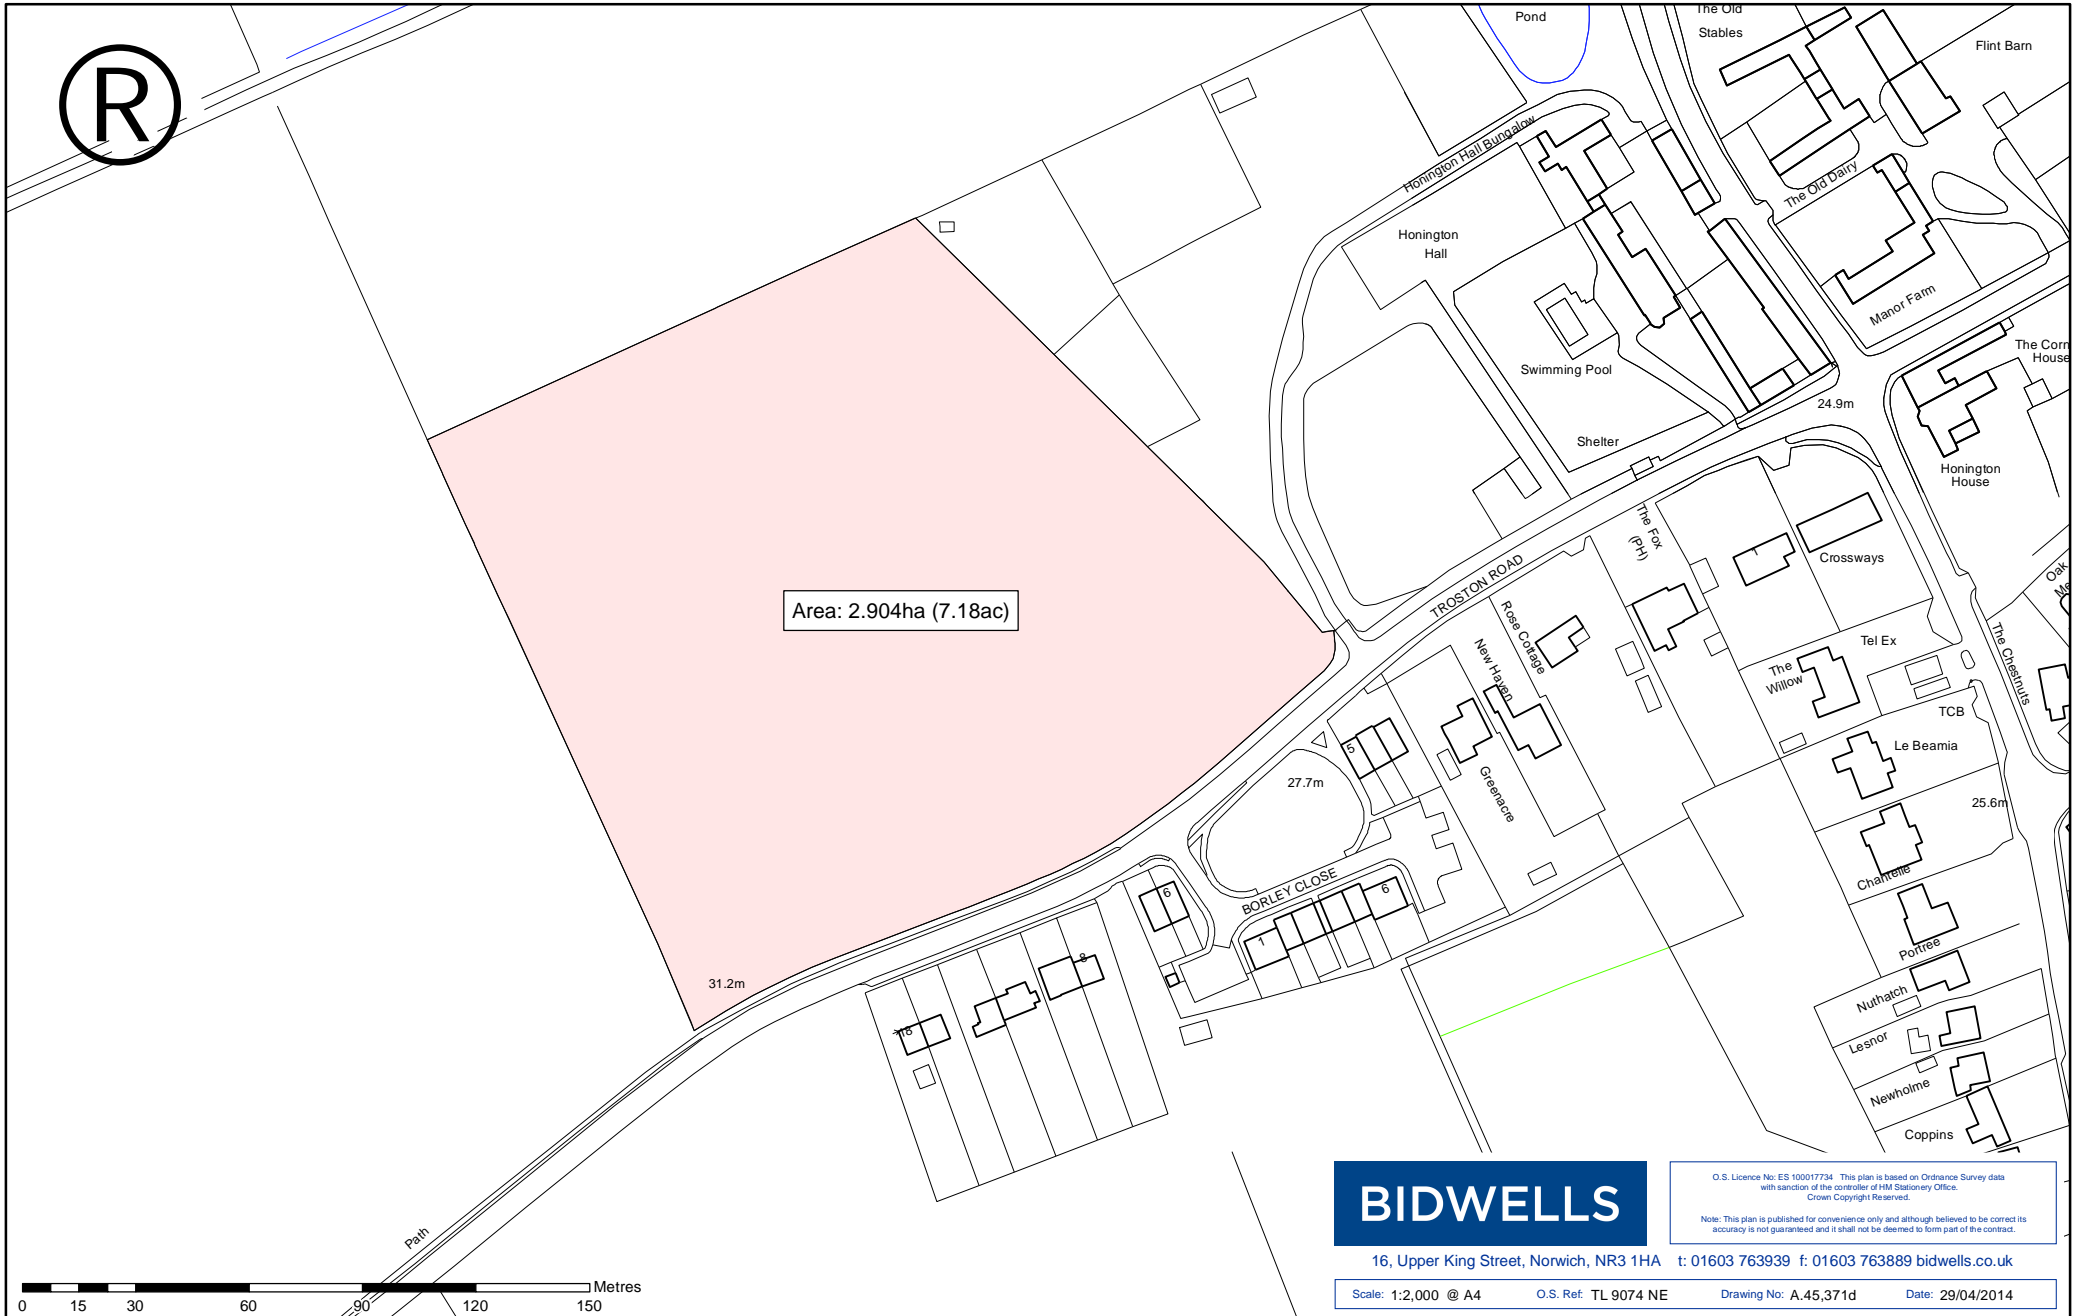 ®
Pond
The Old
Stables
Flint Barn
Honington Hall Bungalow
The Old Dairy
Honington
Hall
Manor Farm
Swimming Pool
The Corn
House
24.9m
Shelter
Honington
House
The Fox
(PH)
1
Crossways
TROSTON ROAD
Oak
Me
Area: 2.904ha (7.18ac)
Rose Cottage
New Haven
Tel Ex
The
Willow
The Chestnuts
TCB
5
Le Beamia
27.7m
Greenacre
25.6m
Chantelle
BORLEY CLOSE
6
6
1
Portree
8
31.2m
Nuthatch
18
Lesnor
Newholme
Coppins
Path
BIDWELLS
O.S. Licence No: ES 100017734 This plan is based on Ordnance Survey data
with sanction of the controller of HM Stationery Office.
Crown Copyright Reserved.
Note: This plan is published for convenience only and although believed to be correct its
accuracy is not guaranteed and it shall not be deemed to form part of the contract.
16, Upper King Street, Norwich, NR3 1HA t: 01603 763939 f: 01603 763889 bidwells.co.uk
Metres
0 15 30 60 90 120 150
Scale: 1:2,000 @ A4 O.S. Ref: TL 9074 NE Drawing No: A.45,371d Date: 29/04/2014